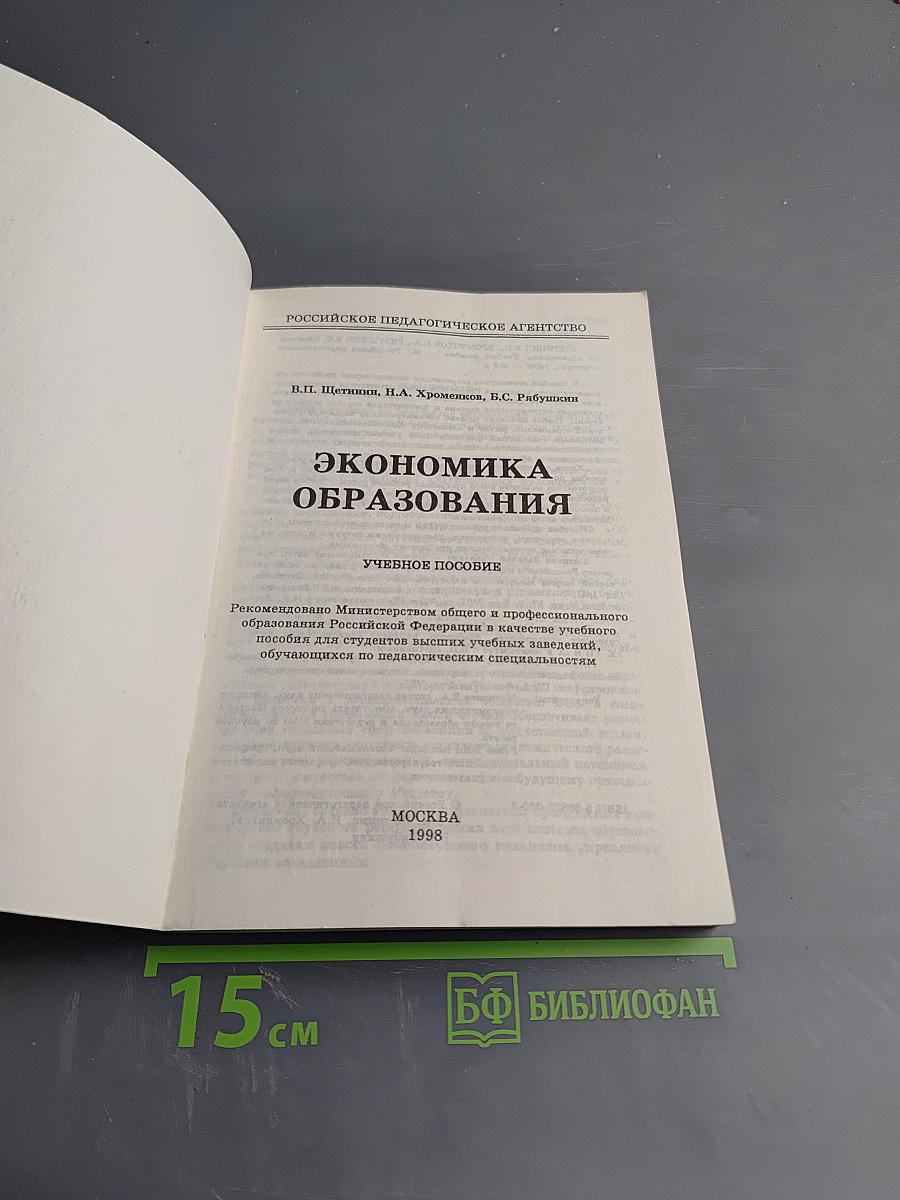 РОССИЙСКОЕ ПЕДАГОГИЧЕСКОЕ АГЕНТСТВО
В.П. Щетинин, Н.А. Хроменков, Б.С. Рябушкин
ЭКОНОМИКА
ОБРАЗОВАНИЯ
УЧЕБНОЕ ПОСОБИЕ
Рекомендовано Министерством общего и профессионального
образования Российской Федерации в качестве учебного
пособия для студентов высших учебных заведений,
обучающихся по педагогическим специальностям
МОСКВА
1998
15 см
БФ БИБЛИОФАН